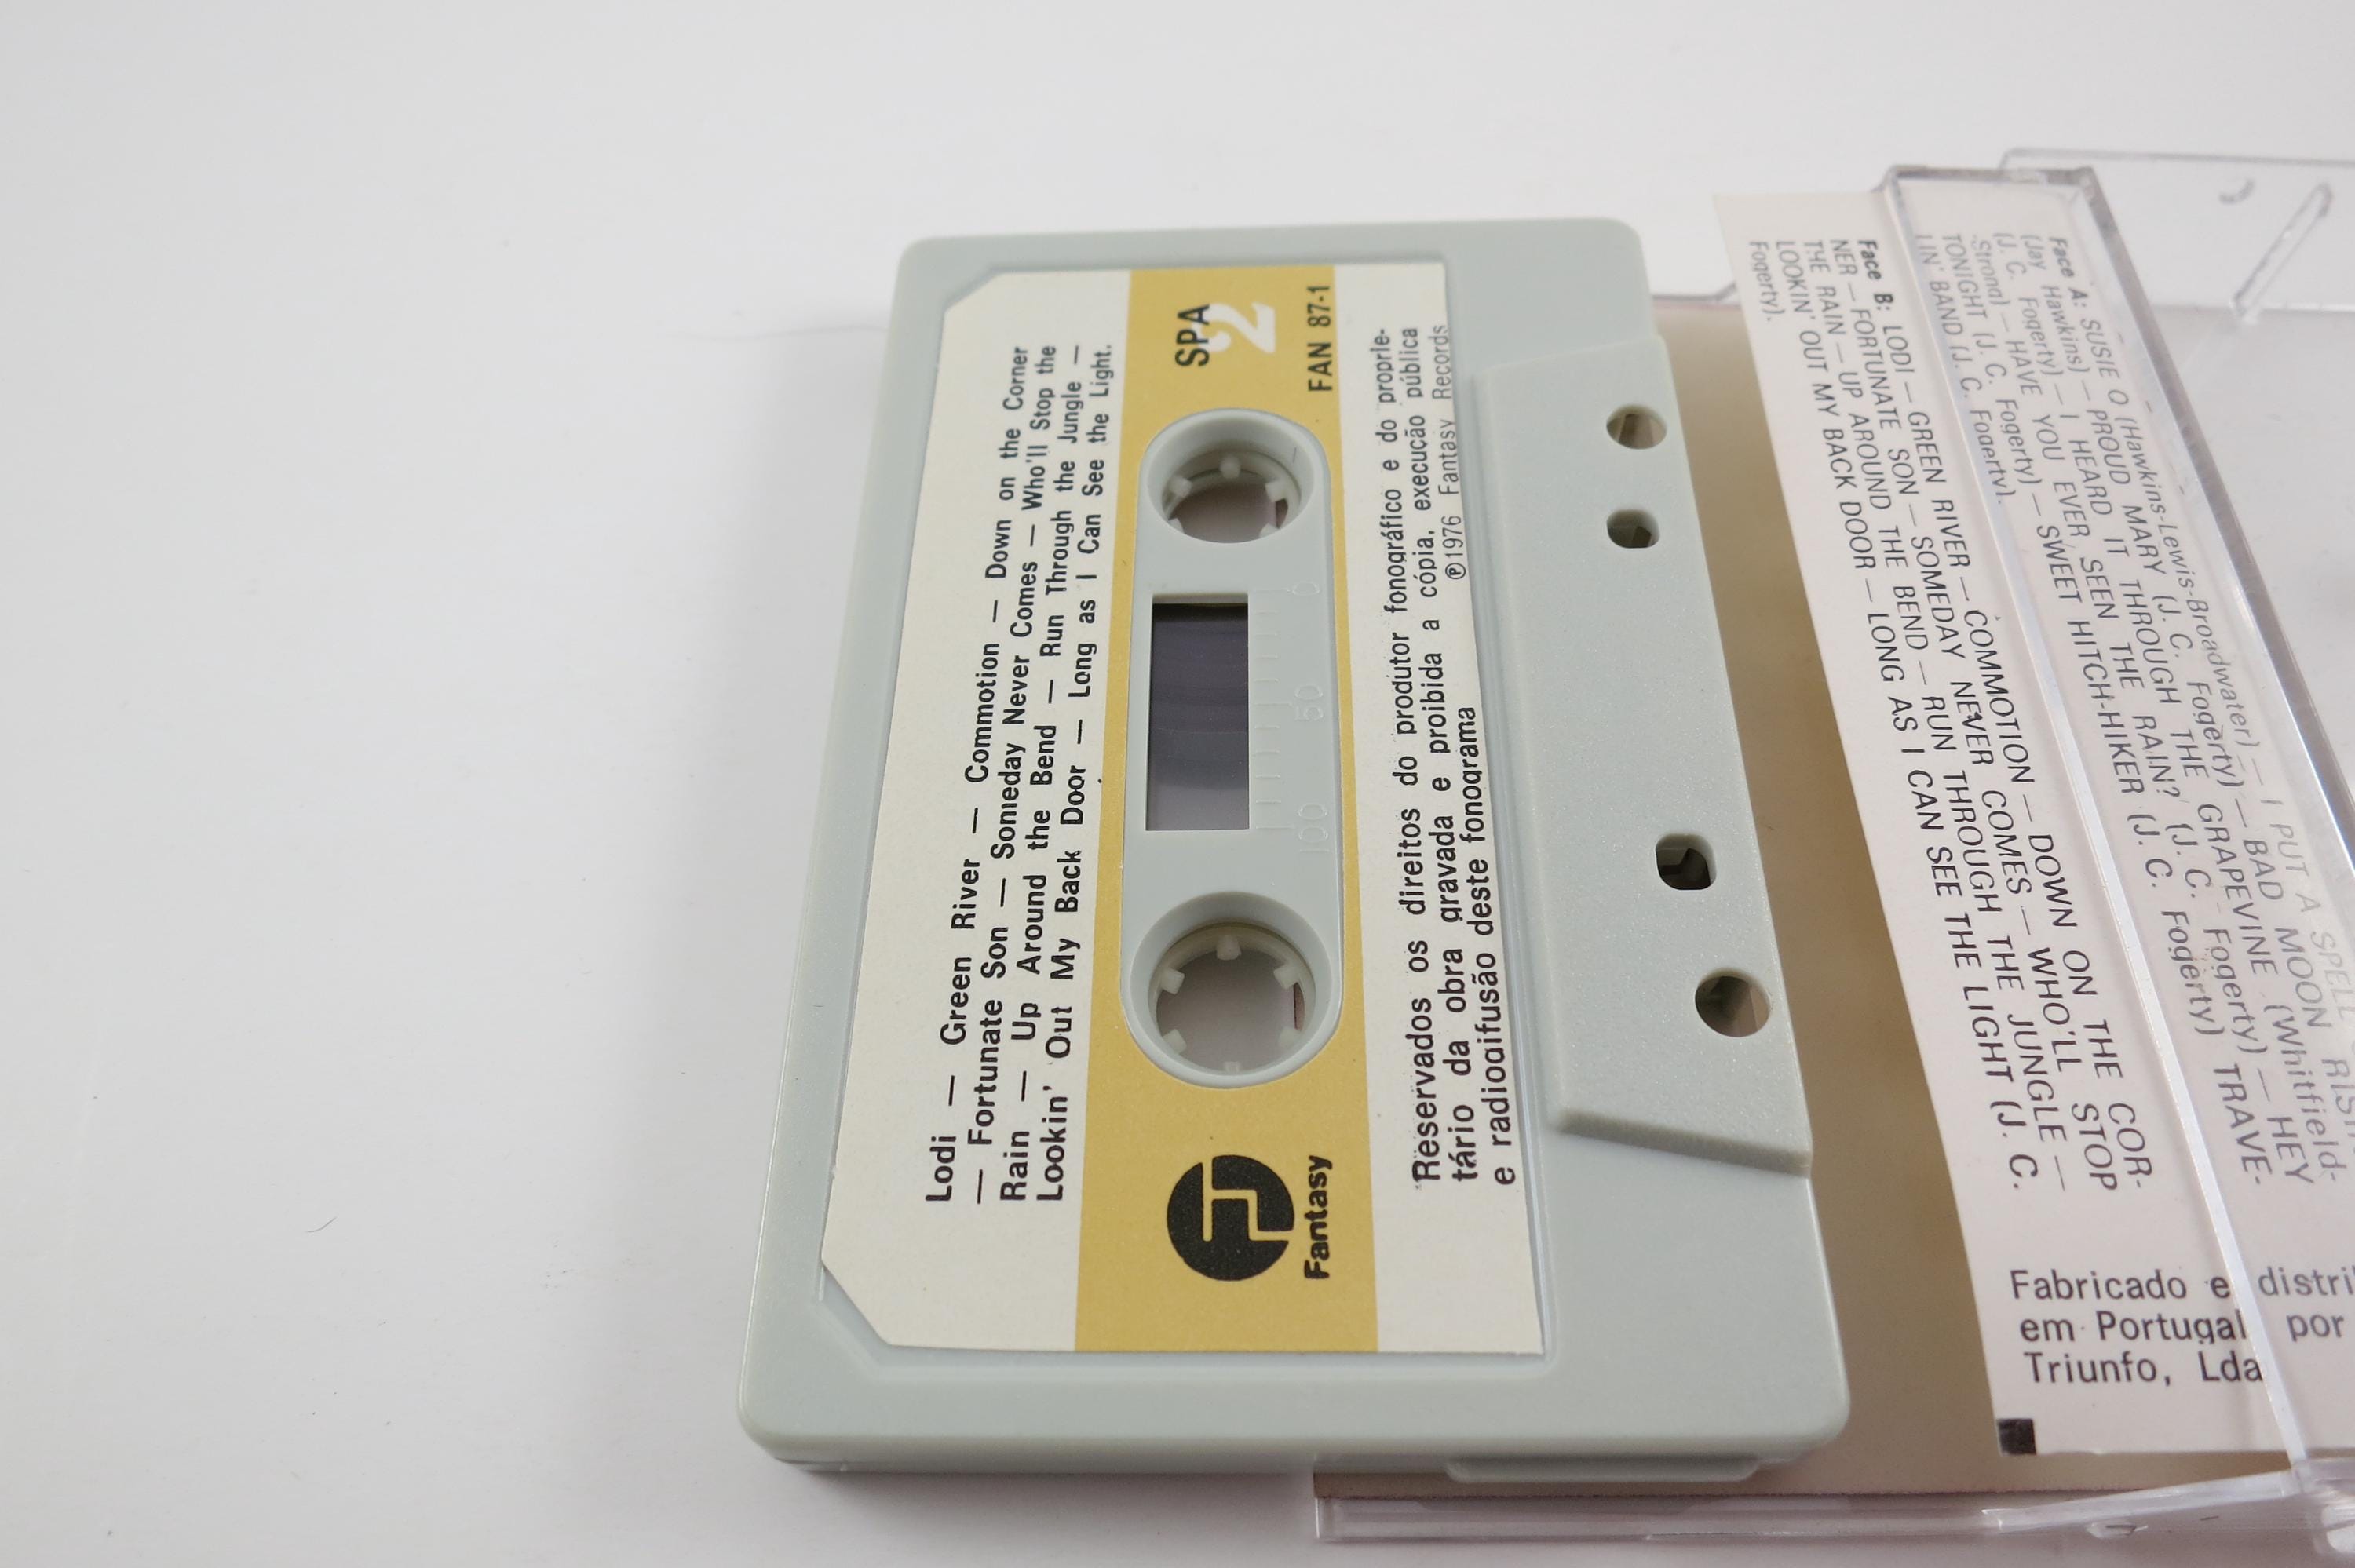 Lodi — Green River — Commotion — Down on the Corner
— Fortunate Son — Soneday Never Comes — Who'll Stop the
Rain — Up Around the Bend — Run Through the Jungle —
Lookin' Out My Back Door — Long as I Can See the Light.
SPA
2
FAN 87-1
Fantasy
100 50 0
Reservados os direitos do produtor fonográfico e do proprie-
tário da obra gravada e proibida a cópia, execução pública
e radiodifusão deste fonograma ℗1976 Fantasy Records
Face A: SUSIE Q (Hawkins-Lewis-Broadwater) — I PUT A SPELL
(Jay Hawkins) — PROUD MARY (J. C. Fogerty) — BAD MOON
(J. C. Fogerty) — I HEARD IT THROUGH THE GRAPEVINE (Whitfield-
-Strong) — HAVE YOU EVER SEEN THE RAIN? (J. C. Fogerty) — HEY
TONIGHT (J. C. Fogerty) — SWEET HITCH-HIKER (J. C. Fogerty) TRAVE-
LIN' BAND (J. C. Fogerty).
Face B: LODI — GREEN RIVER — COMMOTION — DOWN ON THE COR-
NER — FORTUNATE SON — SOMEDAY NEVER COMES — WHO'LL STOP
THE RAIN — UP AROUND THE BEND — RUN THROUGH THE JUNGLE —
LOOKIN' OUT MY BACK DOOR — LONG AS I CAN SEE THE LIGHT (J. C.
Fogerty).
Fabricado e distri
em Portugal por
Triunfo, Lda